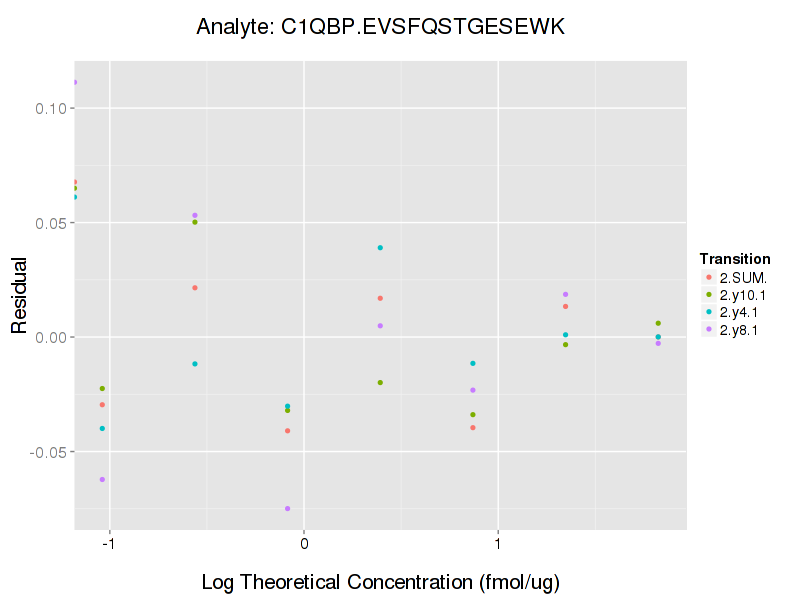 Analyte: C1QBP.EVSFQSTGESEWK
0.10
0.05
0.00
-0.05
-1
0
1
Residual
Log Theoretical Concentration (fmol/ug)
Transition
2.SUM.
2.y10.1
2.y4.1
2.y8.1